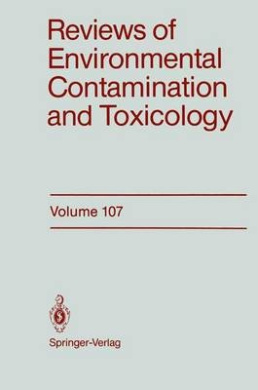 Reviews of
Environmental
Contamination
and Toxicology
Volume 107
Springer-Verlag